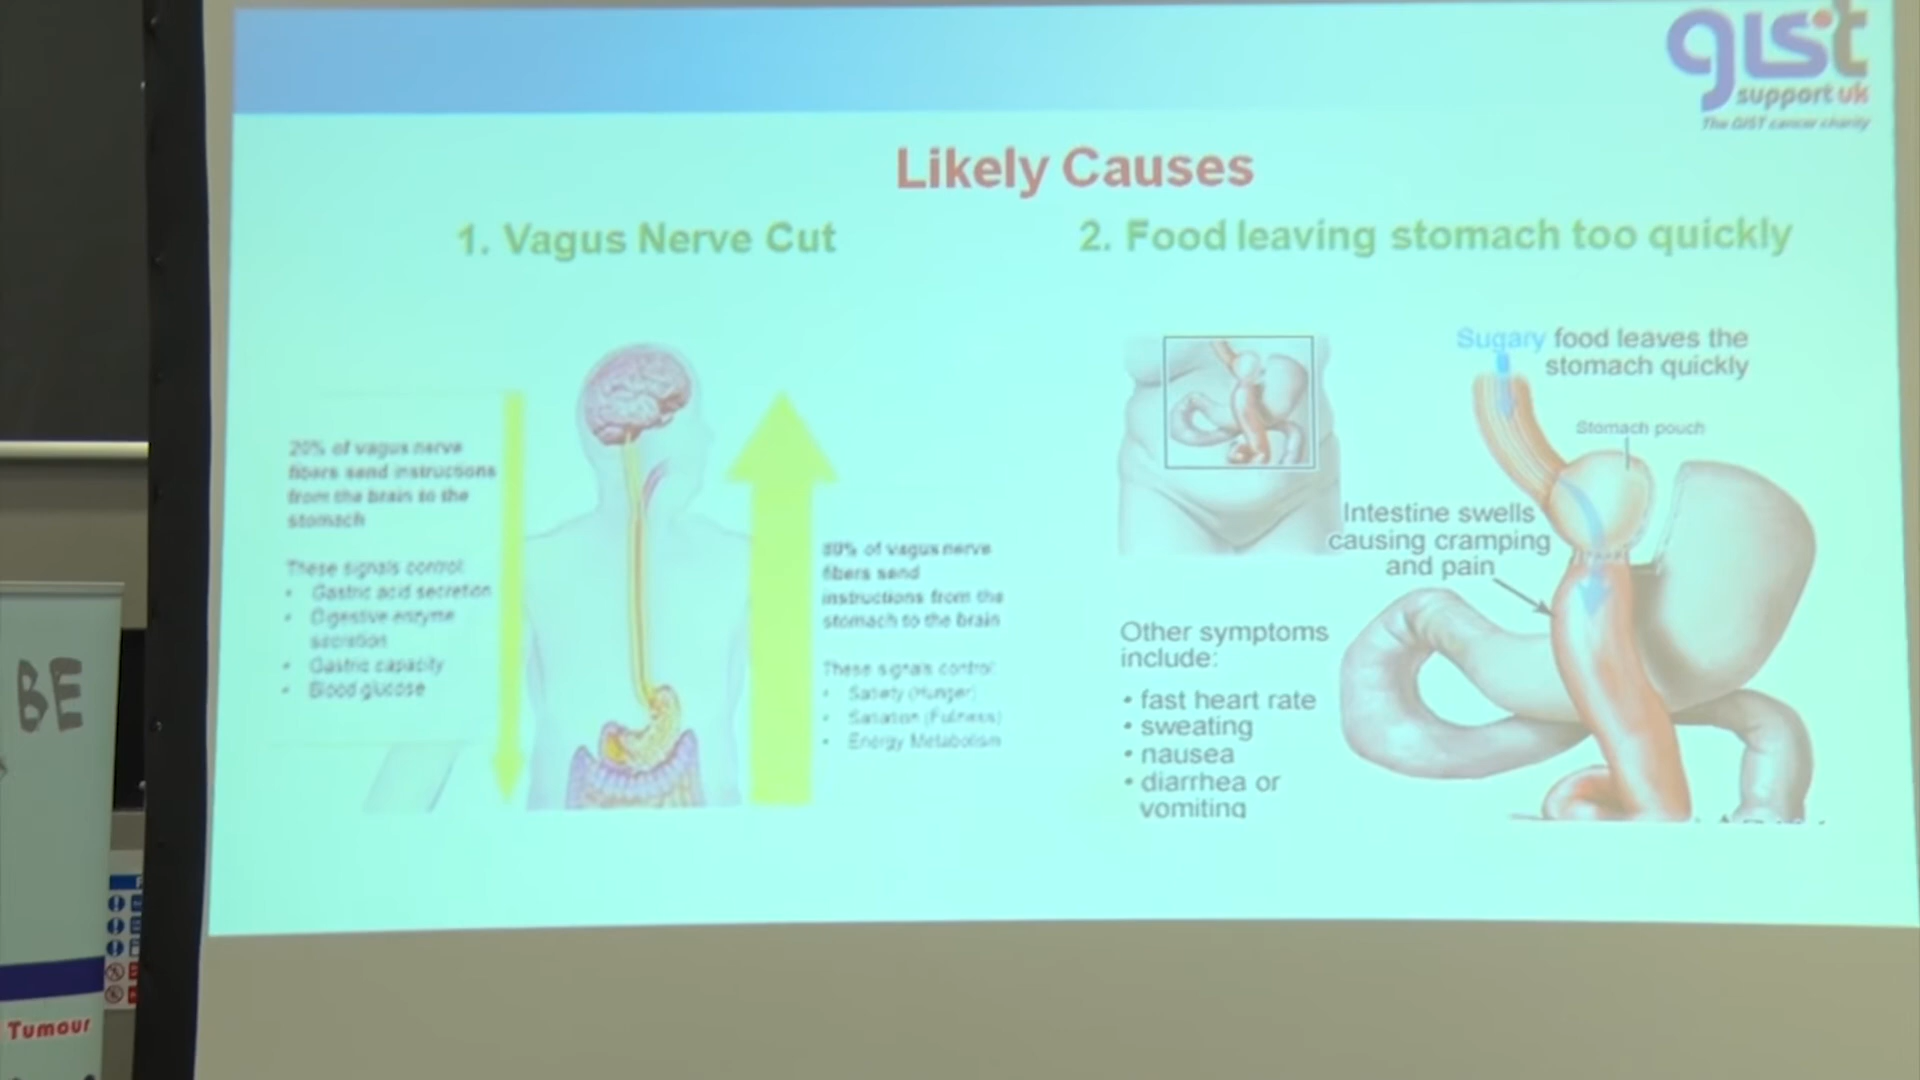 gist
support uk
The GIST cancer charity
Likely Causes
1. Vagus Nerve Cut
2. Food leaving stomach too quickly
20% of vagus nerve
fibers send instructions
from the brain to the
stomach
These signals control:
• Gastric acid secretion
• Digestive enzyme
secretion
• Gastric capacity
• Blood glucose
80% of vagus nerve
fibers send
instructions from the
stomach to the brain
These signals control:
• Satiety (Hunger)
• (Fullness)
• Energy Metabolism
Sugary food leaves the
stomach quickly
Stomach pouch
Intestine swells
causing cramping
and pain
Other symptoms
include:
• fast heart rate
• sweating
• nausea
• diarrhea or
vomiting
BE
Tumour